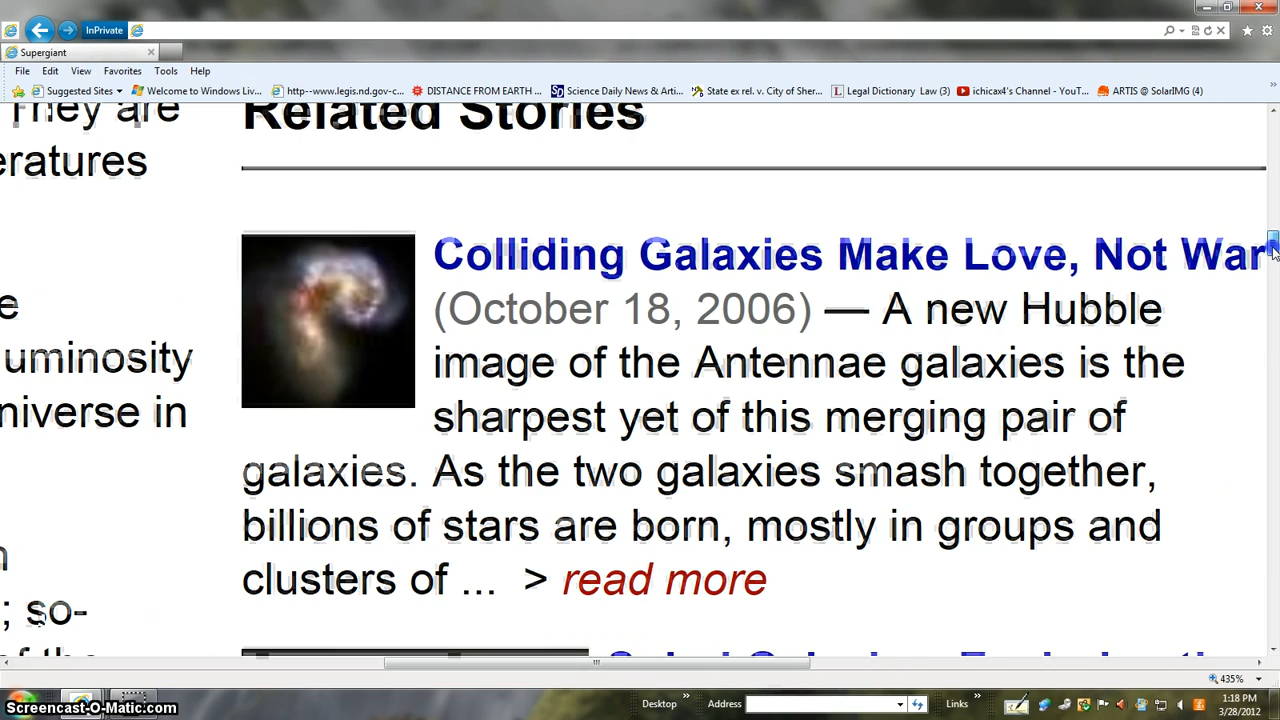 InPrivate
Supergiant
File Edit View Favorites Tools Help
Suggested Sites Welcome to Windows Liv... http--www.legis.nd.gov-c... DISTANCE FROM EARTH ... Sp Science Daily News & Arti... State ex rel. v. City of Sher... L Legal Dictionary Law (3) ichicax4's Channel - YouT... ARTIS @ SolarIMG (4)
They are
eratures
e
uminosity
niverse in
n
; so-
of the
Related Stories
Colliding Galaxies Make Love, Not War
(October 18, 2006) — A new Hubble
image of the Antennae galaxies is the
sharpest yet of this merging pair of
galaxies. As the two galaxies smash together,
billions of stars are born, mostly in groups and
clusters of ... > read more
435%
Desktop Address Links
1:18 PM
3/28/2012
Screencast-O-Matic.com